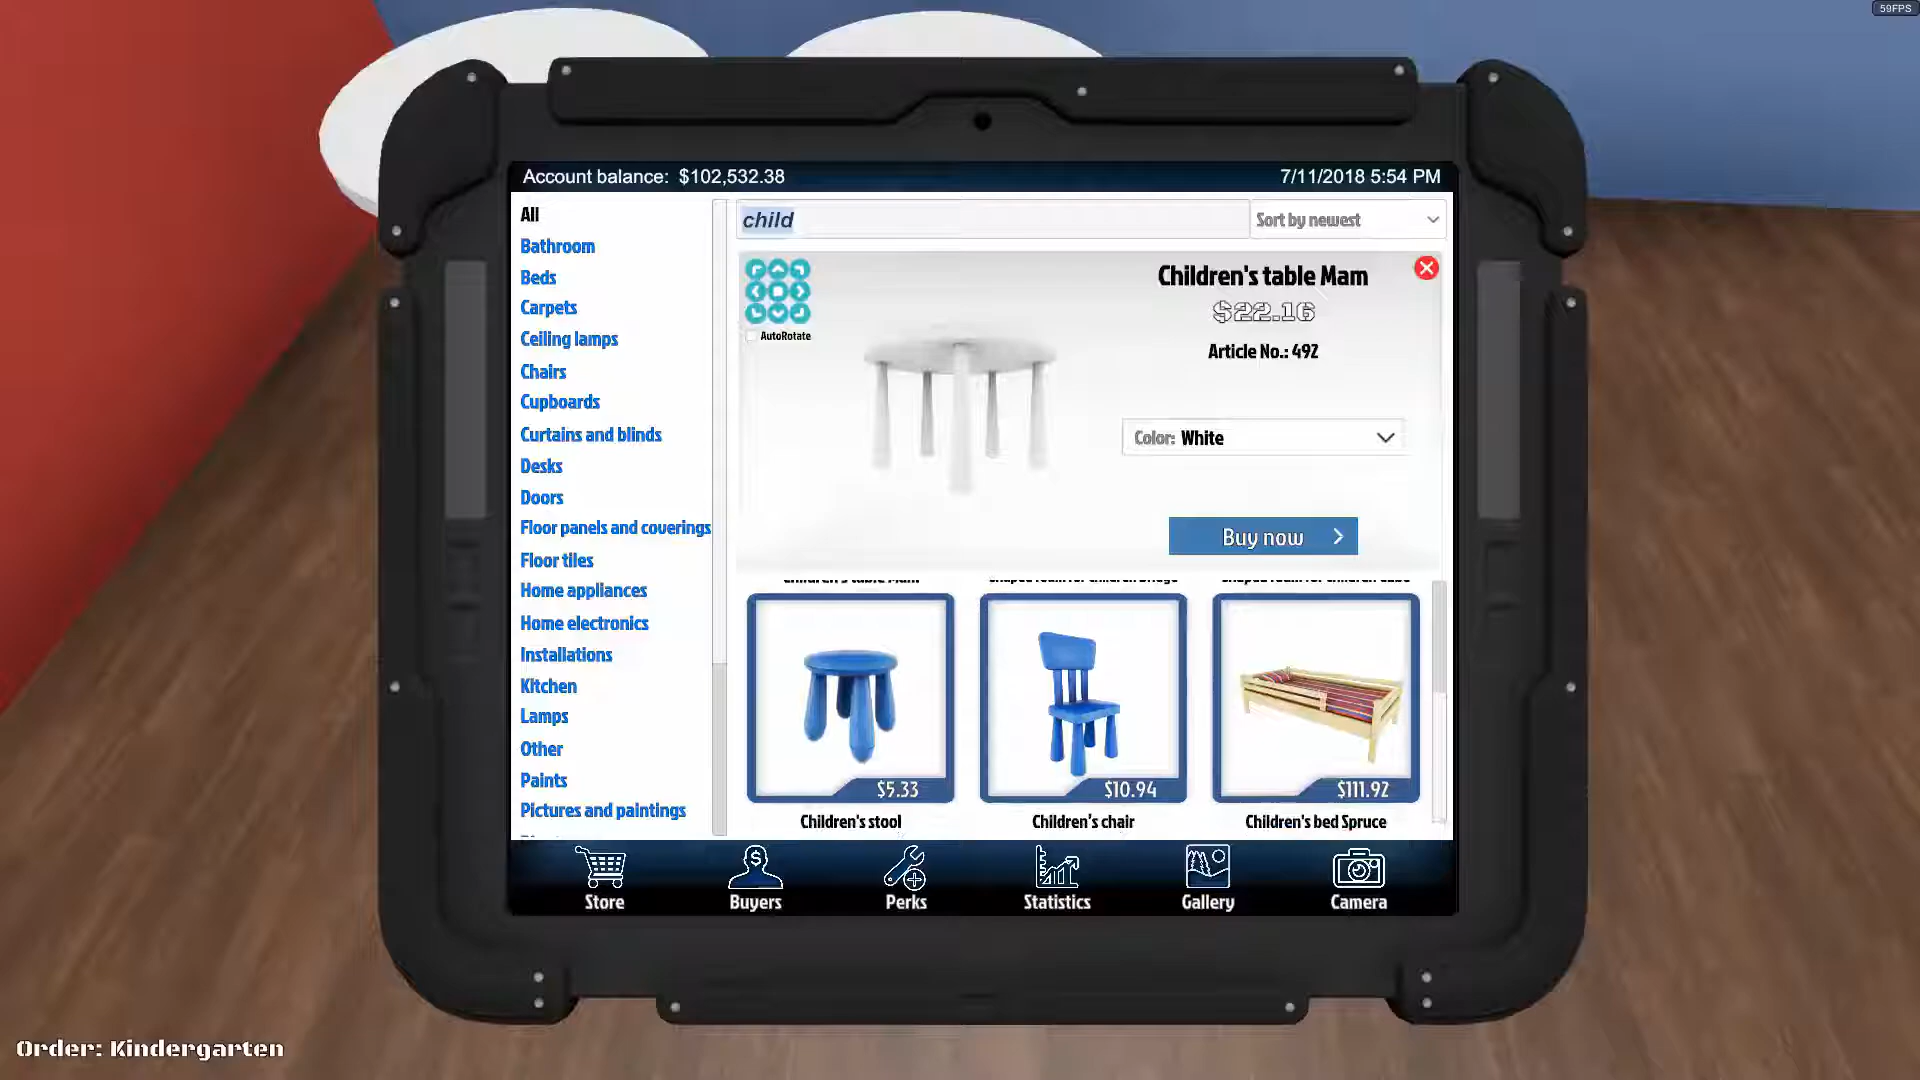 59FPS
Account balance: $102,532.38
7/11/2018 5:54 PM
All
Bathroom
Beds
Carpets
Ceiling lamps
Chairs
Cupboards
Curtains and blinds
Desks
Doors
Floor panels and coverings
Floor tiles
Home appliances
Home electronics
Installations
Kitchen
Lamps
Other
Paints
Pictures and paintings
child
Sort by newest
AutoRotate
Children's table Mam
$22.16
Article No.: 492
Color: White
Buy now
$5.33
$10.94
$111.92
Children's stool
Children's chair
Children's bed Spruce
Store
Buyers
Perks
Statistics
Gallery
Camera
Order: Kindergarten